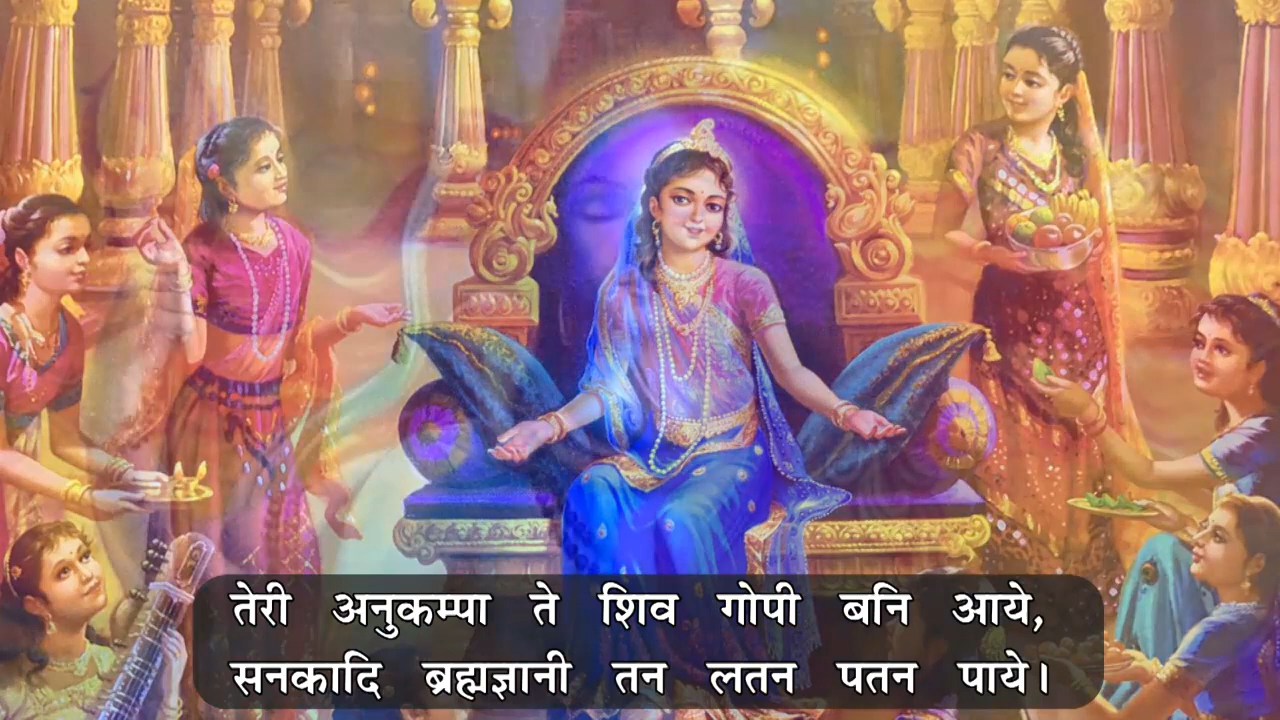 तेरी अनुकम्पा ते शिव गोपी बनि आये,
सनकादि ब्रह्मज्ञानी तन लतन पतन पाये।